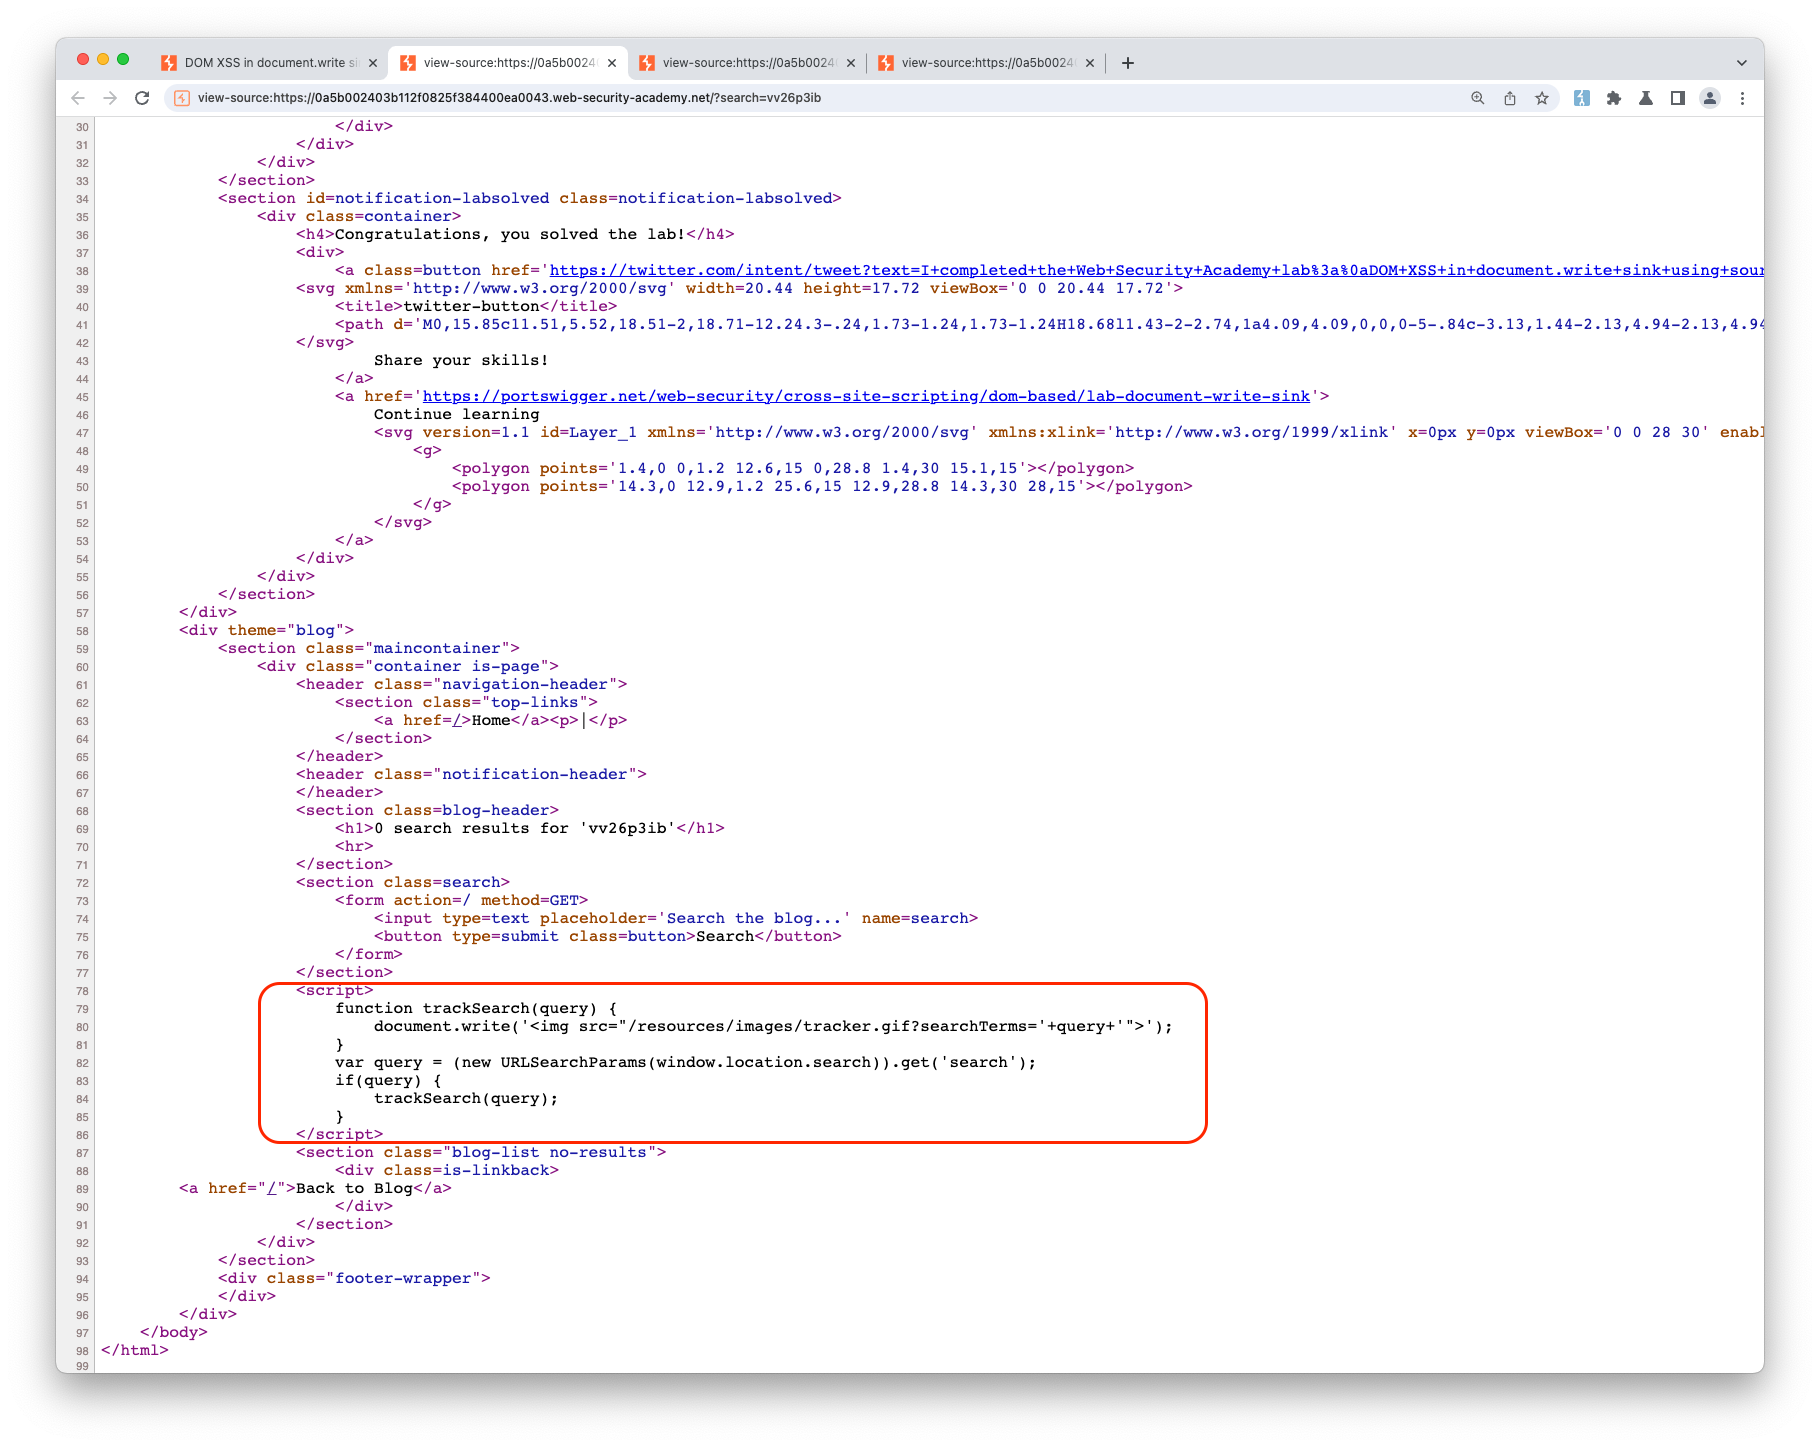 DOM XSS in document.write si
view-source:https://0a5b0024
view-source:https://0a5b0024
view-source:https://0a5b0024
view-source:https://0a5b002403b112f0825f384400ea0043.web-security-academy.net/?search=vv26p3ib
30 </div>
31 </div>
32 </div>
33 </section>
34 <section id=notification-labsolved class=notification-labsolved>
35 <div class=container>
36 <h4>Congratulations, you solved the lab!</h4>
37 <div>
38 <a class=button href='https://twitter.com/intent/tweet?text=I+completed+the+Web+Security+Academy+lab%3a%0aDOM+XSS+in+document.write+sink+using+sour
39 <svg xmlns='http://www.w3.org/2000/svg' width=20.44 height=17.72 viewBox='0 0 20.44 17.72'>
40 <title>twitter-button</title>
41 <path d='M0,15.85c11.51,5.52,18.51-2,18.71-12.24.3-.24,1.73-1.24,1.73-1.24H18.68l1.43-2-2.74,1a4.09,4.09,0,0,0-5-.84c-3.13,1.44-2.13,4.94-2.13,4.94
42 </svg>
43 Share your skills!
44 </a>
45 <a href='https://portswigger.net/web-security/cross-site-scripting/dom-based/lab-document-write-sink'>
46 Continue learning
47 <svg version=1.1 id=Layer_1 xmlns='http://www.w3.org/2000/svg' xmlns:xlink='http://www.w3.org/1999/xlink' x=0px y=0px viewBox='0 0 28 30' enabl
48 <g>
49 <polygon points='1.4,0 0,1.2 12.6,15 0,28.8 1.4,30 15.1,15'></polygon>
50 <polygon points='14.3,0 12.9,1.2 25.6,15 12.9,28.8 14.3,30 28,15'></polygon>
51 </g>
52 </svg>
53 </a>
54 </div>
55 </div>
56 </section>
57 </div>
58 <div theme="blog">
59 <section class="maincontainer">
60 <div class="container is-page">
61 <header class="navigation-header">
62 <section class="top-links">
63 <a href=/>Home</a><p>|</p>
64 </section>
65 </header>
66 <header class="notification-header">
67 </header>
68 <section class=blog-header>
69 <h1>0 search results for 'vv26p3ib'</h1>
70 <hr>
71 </section>
72 <section class=search>
73 <form action=/ method=GET>
74 <input type=text placeholder='Search the blog...' name=search>
75 <button type=submit class=button>Search</button>
76 </form>
77 </section>
78 <script>
79 function trackSearch(query) {
80 document.write('<img src="/resources/images/tracker.gif?searchTerms='+query+'">');
81 }
82 var query = (new URLSearchParams(window.location.search)).get('search');
83 if(query) {
84 trackSearch(query);
85 }
86 </script>
87 <section class="blog-list no-results">
88 <div class=is-linkback>
89 <a href="/">Back to Blog</a>
90 </div>
91 </section>
92 </div>
93 </section>
94 <div class="footer-wrapper">
95 </div>
96 </div>
97 </body>
98 </html>
99